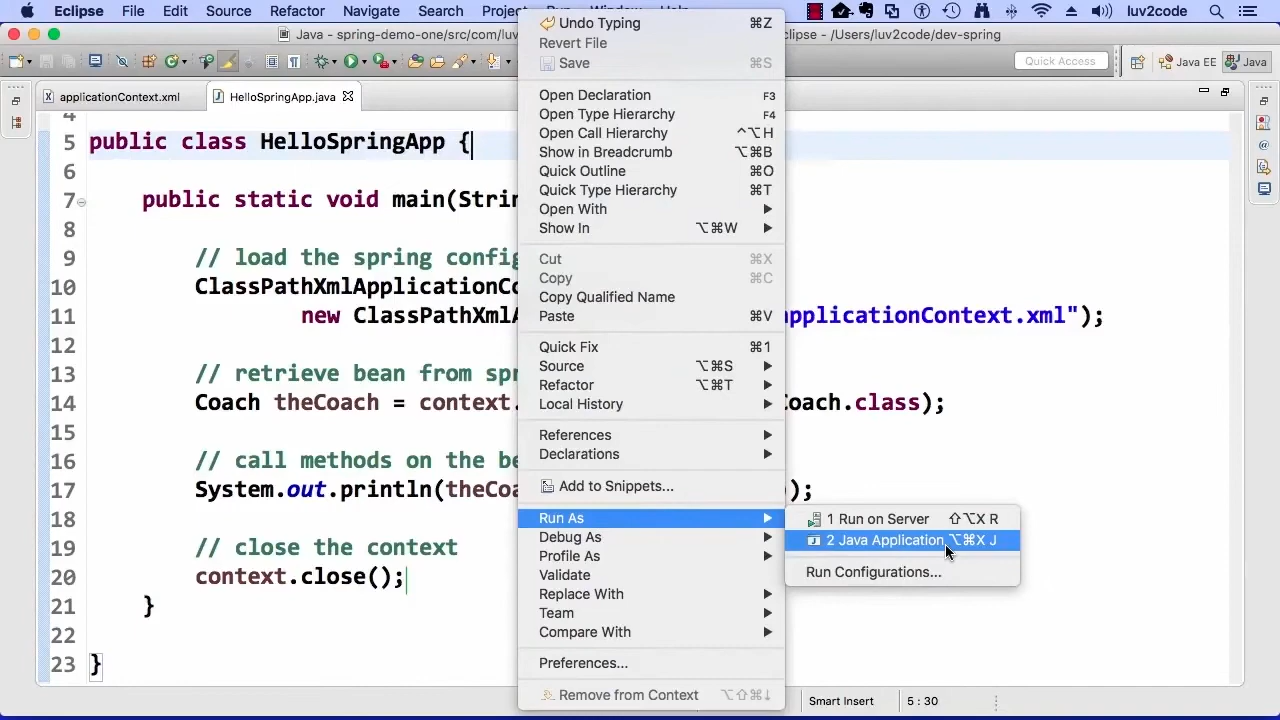 Eclipse File Edit Source Refactor Navigate Search Project Run Window Help luv2code
Java - spring-demo-one/src/com/luv
clipse - /Users/luv2code/dev-spring
Quick Access Java EE Java
applicationContext.xml HelloSpringApp.java
4
5 public class HelloSpringApp {
6
7 public static void main(Strin
8
9 // load the spring config
10 ClassPathXmlApplicationCo
11 new ClassPathXmlA pplicationContext.xml");
12
13 // retrieve bean from spr
14 Coach theCoach = context. Coach.class);
15
16 // call methods on the be
17 System.out.println(theCoa );
18
19 // close the context
20 context.close();
21 }
22
23 }
Undo Typing ⌘Z
Revert File
Save ⌘S
Open Declaration F3
Open Type Hierarchy F4
Open Call Hierarchy ^⌥H
Show in Breadcrumb ⌥⌘B
Quick Outline ⌘O
Quick Type Hierarchy ⌘T
Open With
Show In ⌥⌘W
Cut ⌘X
Copy ⌘C
Copy Qualified Name
Paste ⌘V
Quick Fix ⌘1
Source ⌥⌘S
Refactor ⌥⌘T
Local History
References
Declarations
Add to Snippets...
Run As
Debug As
Profile As
Validate
Replace With
Team
Compare With
Preferences...
Remove from Context ⌥⇧⌘↓
1 Run on Server ⇧⌥X R
2 Java Application ⌥⌘X J
Run Configurations...
Smart Insert 5 : 30